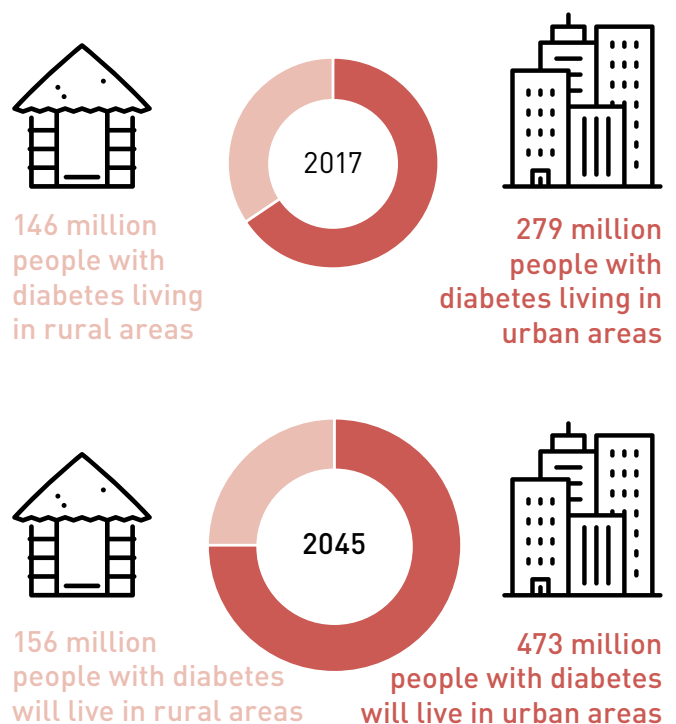 2017
146 million
people with
diabetes living
in rural areas
279 million
people with
diabetes living in
urban areas
2045
156 million
people with diabetes
will live in rural areas
473 million
people with diabetes
will live in urban areas